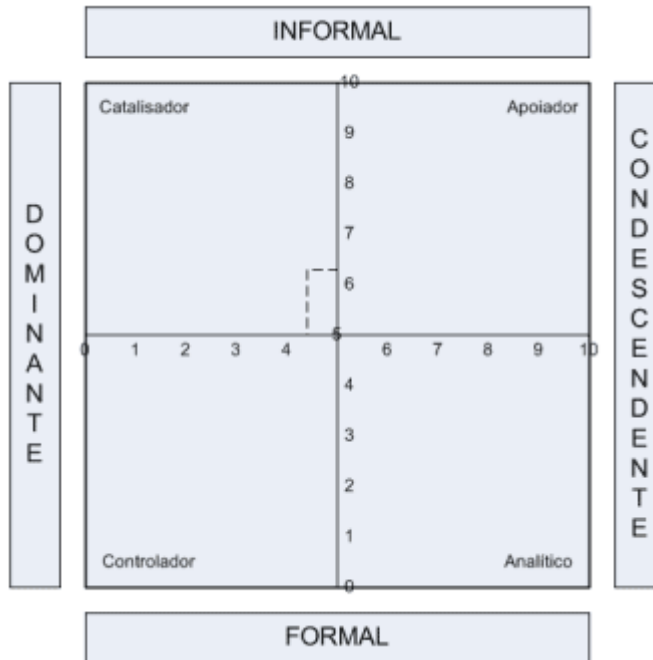 INFORMAL
10
Catalisador
Apoiador
9
8
7
6
DOMINANTE
CONDESCENDENTE
5
0 1 2 3 4 6 7 8 9 10
4
3
2
1
Controlador
Analítico
0
FORMAL